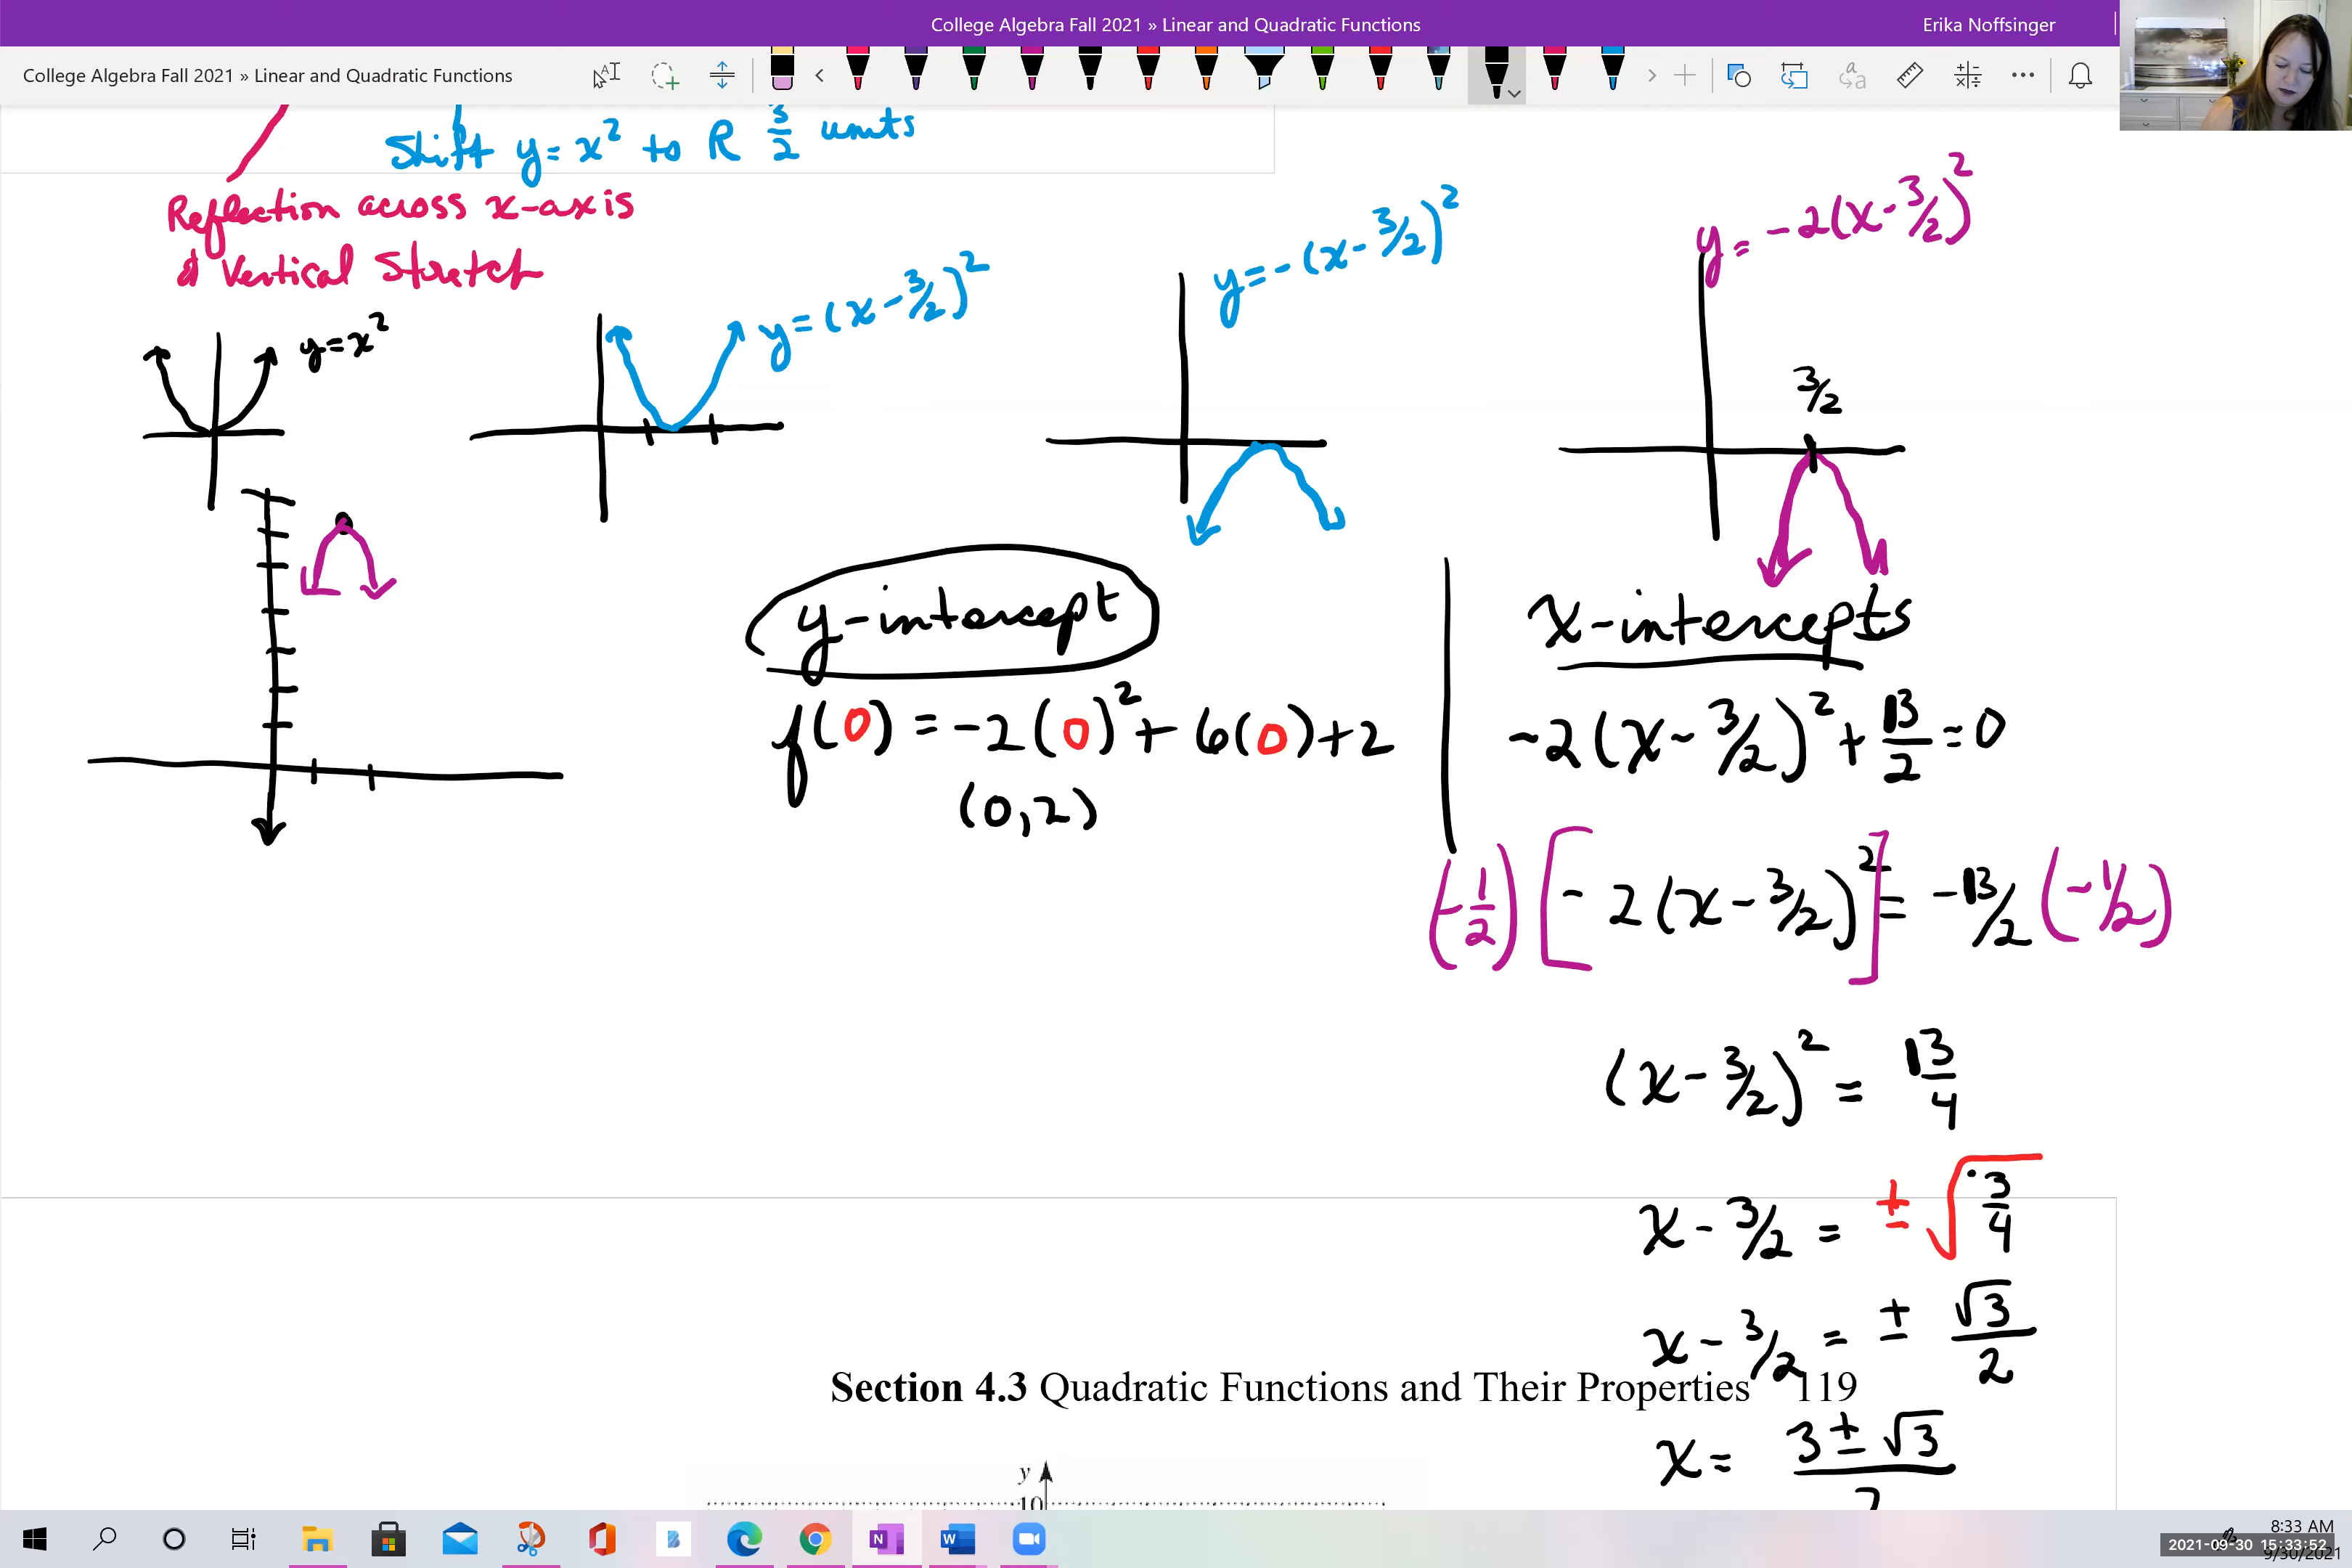 College Algebra Fall 2021 » Linear and Quadratic Functions
Erika Noffsinger
College Algebra Fall 2021 » Linear and Quadratic Functions
Shift y = x² to R 3/2 units
Reflection across x-axis
& Vertical Stretch
y = x²
y = (x - 3/2)²
y = -(x - 3/2)²
y = -2(x - 3/2)²
3/2
y-intercept
f(0) = -2(0)² + 6(0) + 2
(0,2)
x-intercepts
-2(x - 3/2)² + 13/2 = 0
(-1/2)[-2(x - 3/2)²] = -13/2 (-1/2)
(x - 3/2)² = 13/4
x - 3/2 = ± √3/4
x - 3/2 = ± √3/2
x = 3 ± √3 / 2
Section 4.3 Quadratic Functions and Their Properties 119
y
10
8:33 AM
9/30/2021
2021-09-30 15:33:52